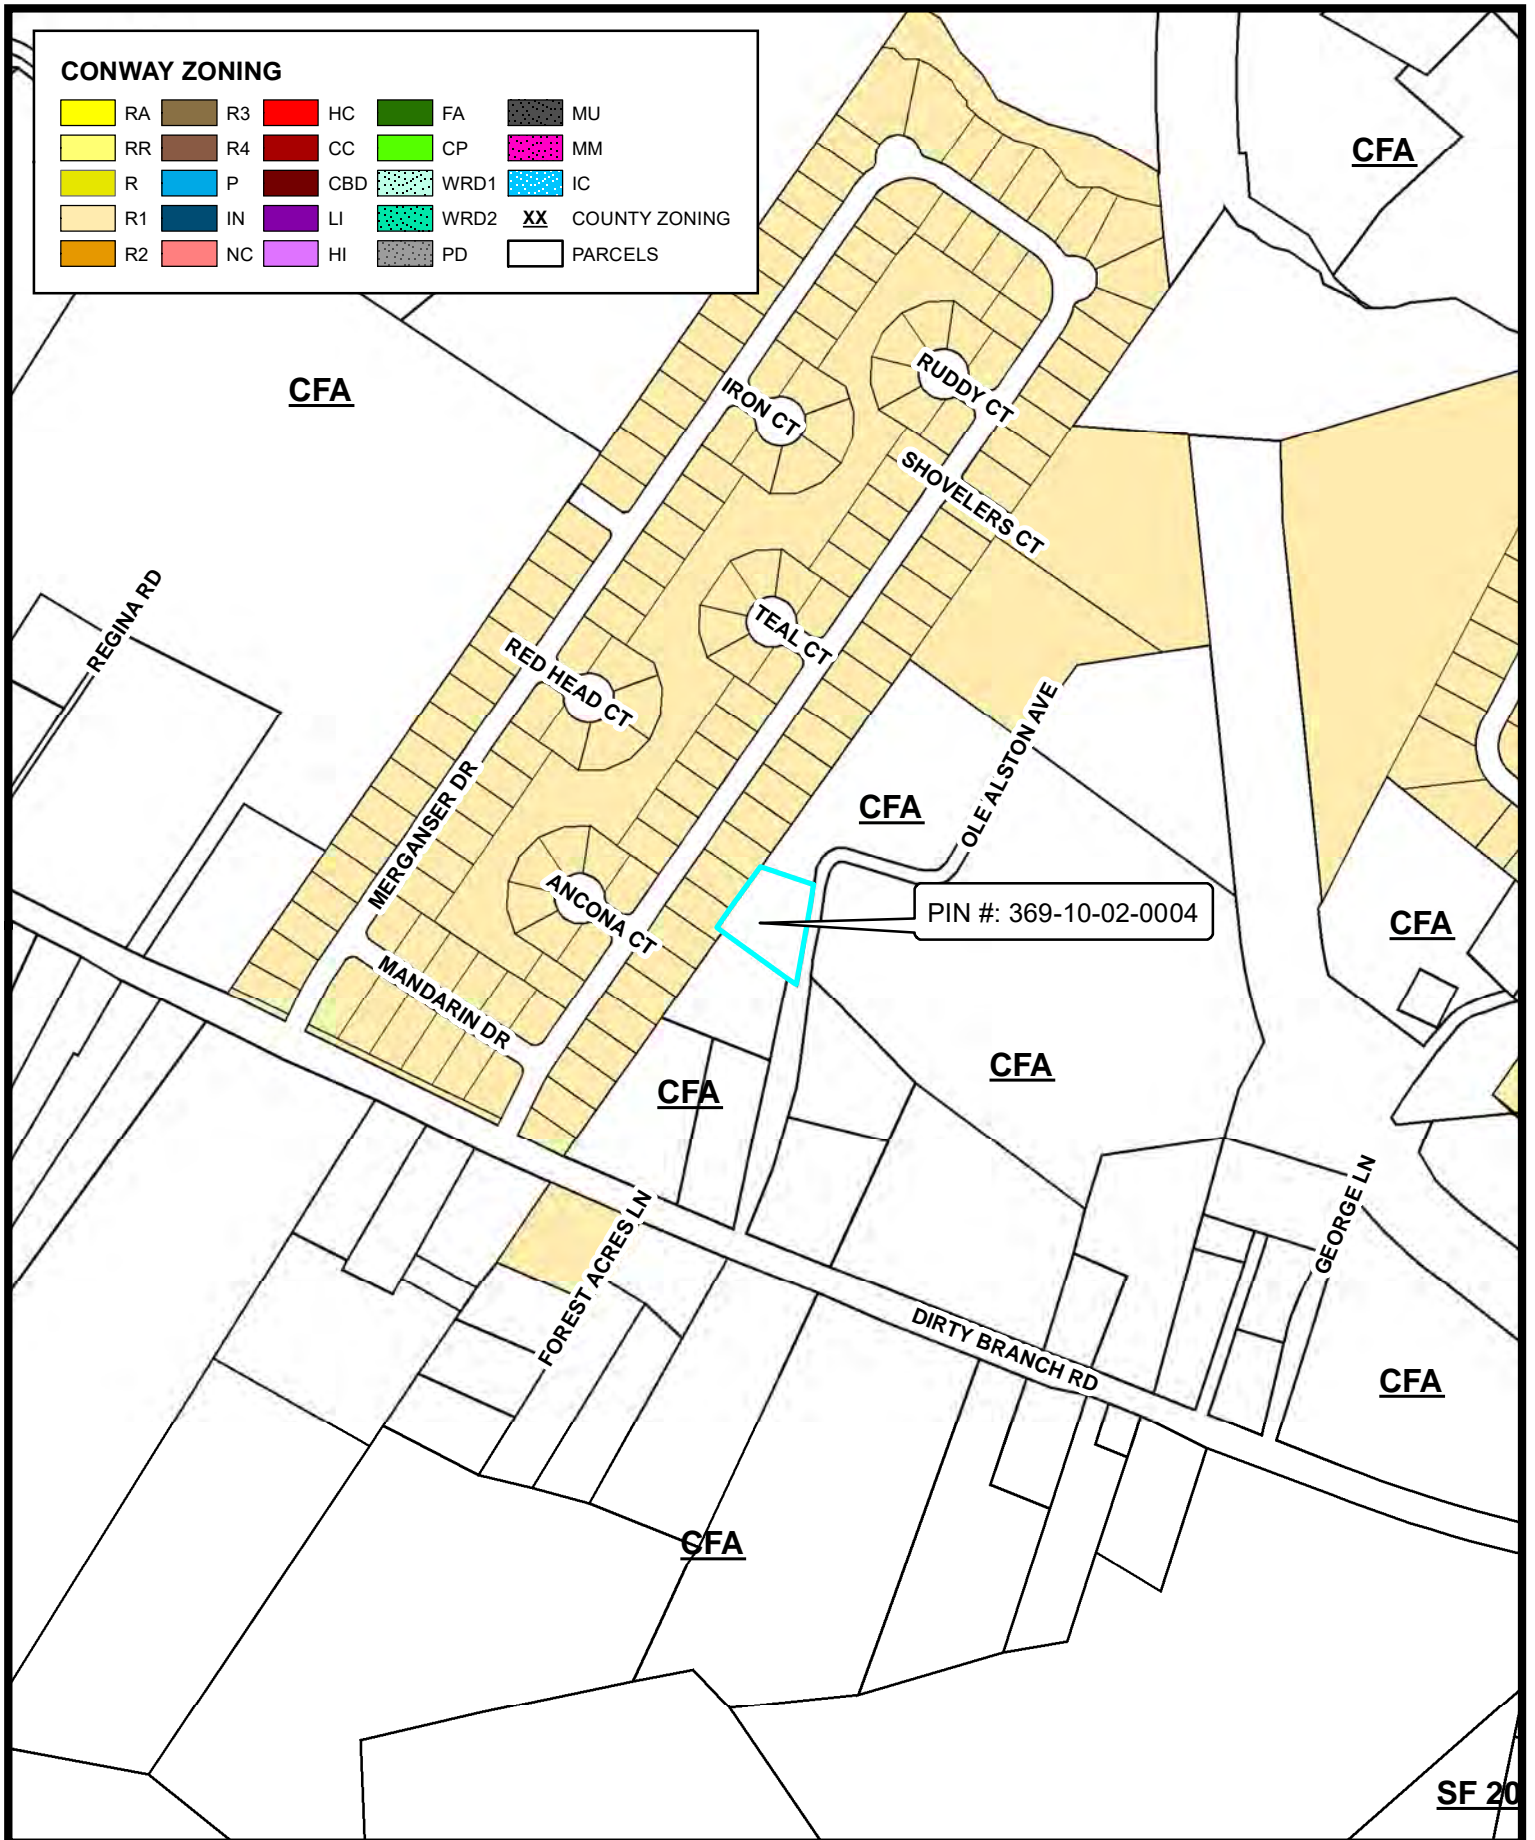 CONWAY ZONING
RA R3 HC FA MU
RR R4 CC CP MM
R P CBD WRD1 IC
R1 IN LI WRD2 XX COUNTY ZONING
R2 NC HI PD PARCELS
CFA
CFA
RUDDY CT
IRON CT
SHOVELERS CT
REGINA RD
TEAL CT
RED HEAD CT
OLE ALSTON AVE
MERGANSER DR
CFA
ANCONA CT
PIN #: 369-10-02-0004
CFA
MANDARIN DR
CFA
CFA
FOREST ACRES LN
GEORGE LN
DIRTY BRANCH RD
CFA
CFA
SF 20